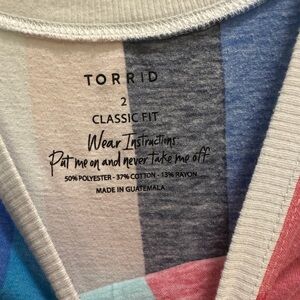 TORRID
2
CLASSIC FIT
Wear Instructions:
Put me on and never take me off.
50% POLYESTER - 37% COTTON - 13% RAYON
MADE IN GUATEMALA